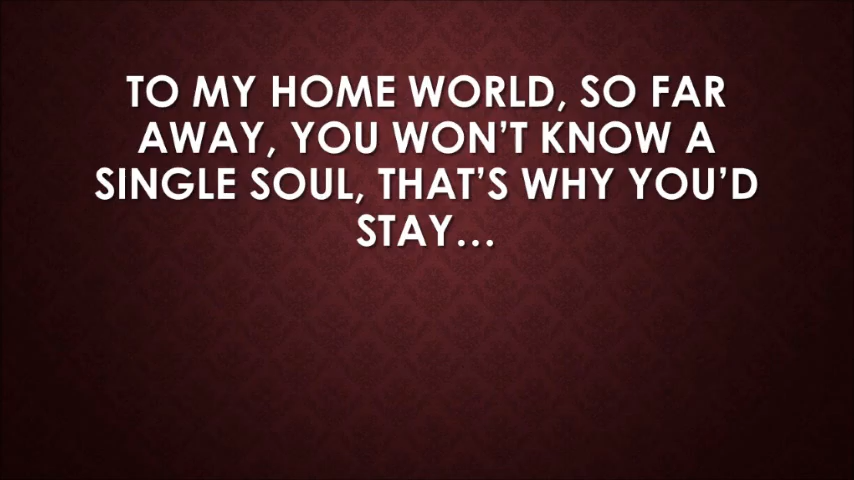 TO MY HOME WORLD, SO FAR
AWAY, YOU WON’T KNOW A
SINGLE SOUL, THAT’S WHY YOU’D
STAY…